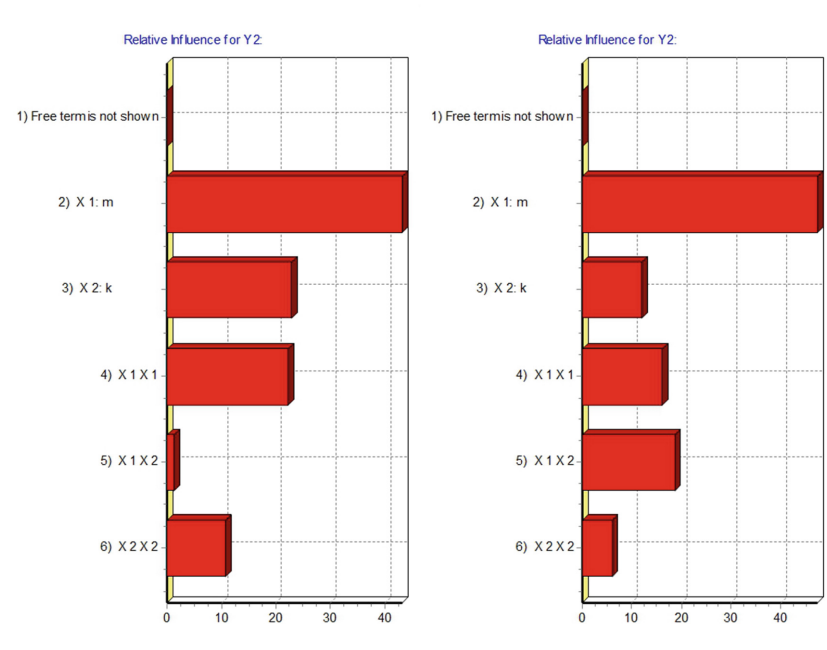 Relative Influence for Y2:
1) Free term is not shown
2) X 1: m
3) X 2: k
4) X 1 X 1
5) X 1 X 2
6) X 2 X 2
0 10 20 30 40
Relative Influence for Y2:
1) Free term is not shown
2) X 1: m
3) X 2: k
4) X 1 X 1
5) X 1 X 2
6) X 2 X 2
0 10 20 30 40